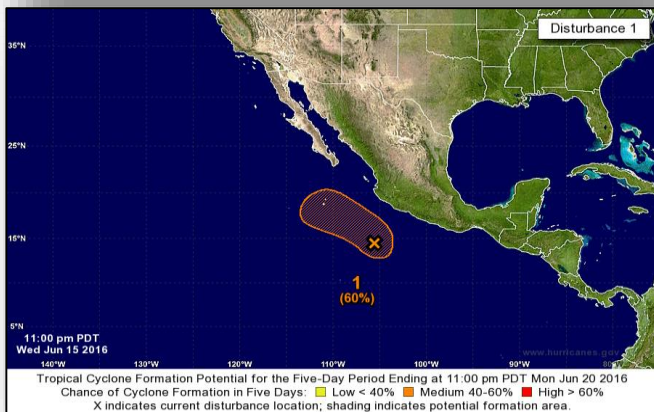 Disturbance 1
35°N
25°N
15°N
1
(60%)
5°N
11:00 pm PDT
Wed Jun 15 2016
www.hurricanes.gov
140°W 130°W 120°W 110°W 100°W 90°W
Tropical Cyclone Formation Potential for the Five-Day Period Ending at 11:00 pm PDT Mon Jun 20 2016
Chance of Cyclone Formation in Five Days: Low < 40% Medium 40-60% High > 60%
X indicates current disturbance location; shading indicates potential formation area.